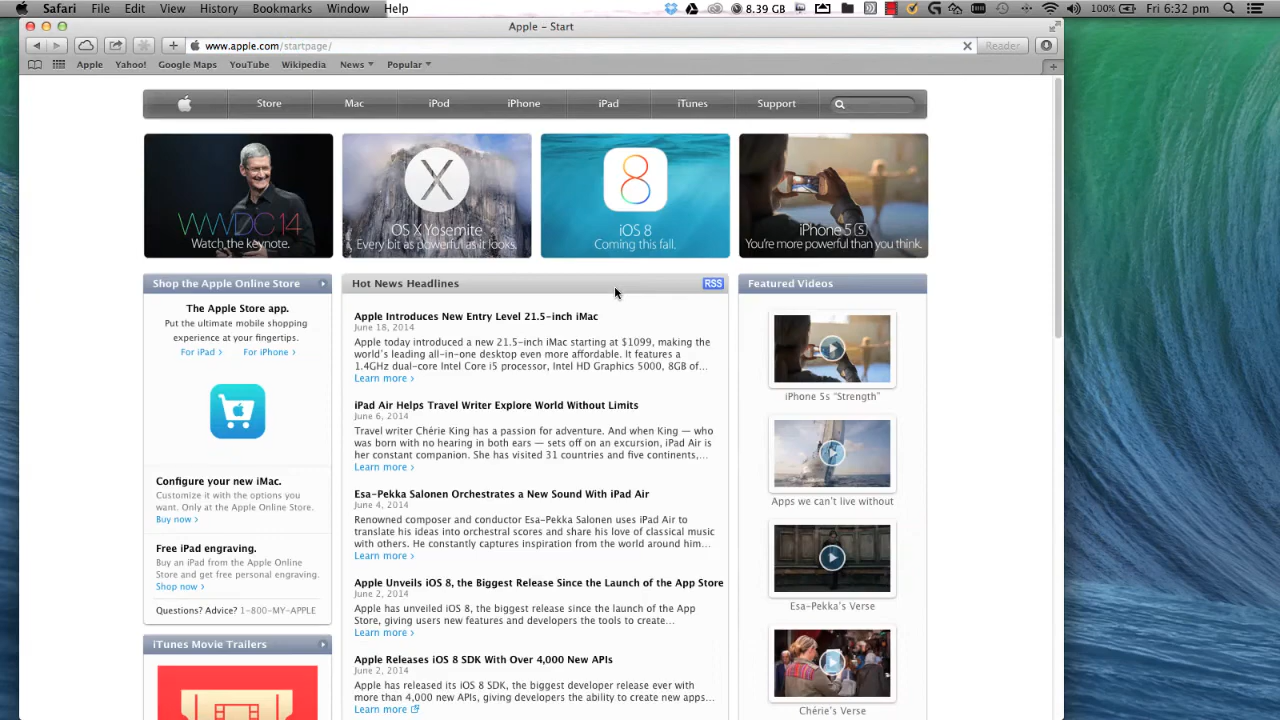 Safari File Edit View History Bookmarks Window Help 8.39 GB 100% Fri 6:32 pm
Apple – Start
www.apple.com/startpage/ Reader
Apple Yahoo! Google Maps YouTube Wikipedia News Popular
Store Mac iPod iPhone iPad iTunes Support
WWDC14
Watch the keynote.
X
OS X Yosemite
Every bit as powerful as it looks.
8
iOS 8
Coming this fall.
iPhone 5s
You're more powerful than you think.
Shop the Apple Online Store
The Apple Store app.
Put the ultimate mobile shopping
experience at your fingertips.
For iPad › For iPhone ›
Configure your new iMac.
Customize it with the options you
want. Only at the Apple Online Store.
Buy now ›
Free iPad engraving.
Buy an iPad from the Apple Online
Store and get free personal engraving.
Shop now ›
Questions? Advice? 1-800-MY-APPLE
iTunes Movie Trailers
Hot News Headlines RSS
Apple Introduces New Entry Level 21.5-inch iMac
June 18, 2014
Apple today introduced a new 21.5-inch iMac starting at $1099, making the
world's leading all-in-one desktop even more affordable. It features a
1.4GHz dual-core Intel Core i5 processor, Intel HD Graphics 5000, 8GB of...
Learn more ›
iPad Air Helps Travel Writer Explore World Without Limits
June 6, 2014
Travel writer Chérie King has a passion for adventure. And when King — who
was born with no hearing in both ears — sets off on an excursion, iPad Air is
her constant companion. She has visited 31 countries and five continents,...
Learn more ›
Esa-Pekka Salonen Orchestrates a New Sound With iPad Air
June 4, 2014
Renowned composer and conductor Esa-Pekka Salonen uses iPad Air to
translate his ideas into orchestral scores and share his love of classical music
with others. He constantly captures inspiration from the world around him...
Learn more ›
Apple Unveils iOS 8, the Biggest Release Since the Launch of the App Store
June 2, 2014
Apple has unveiled iOS 8, the biggest release since the launch of the App
Store, giving users new features and developers the tools to create...
Learn more ›
Apple Releases iOS 8 SDK With Over 4,000 New APIs
June 2, 2014
Apple has released its iOS 8 SDK, the biggest developer release ever with
more than 4,000 new APIs, giving developers the ability to create new apps...
Learn more
Featured Videos
iPhone 5s "Strength"
Apps we can't live without
Esa-Pekka's Verse
Chérie's Verse